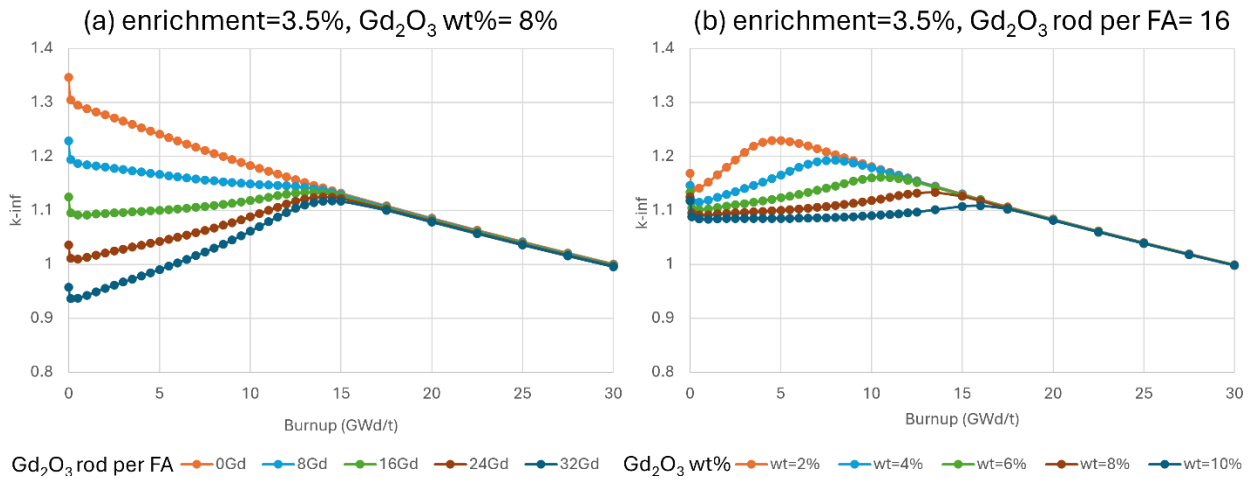 (a) enrichment=3.5%, Gd₂O₃ wt%= 8%
1.4
1.3
1.2
1.1
1
0.9
0.8
k-inf
0 5 10 15 20 25 30
Burnup (GWd/t)
Gd₂O₃ rod per FA 0Gd 8Gd 16Gd 24Gd 32Gd
(b) enrichment=3.5%, Gd₂O₃ rod per FA= 16
1.4
1.3
1.2
1.1
1
0.9
0.8
k-inf
0 5 10 15 20 25 30
Burnup (GWd/t)
Gd₂O₃ wt% wt=2% wt=4% wt=6% wt=8% wt=10%